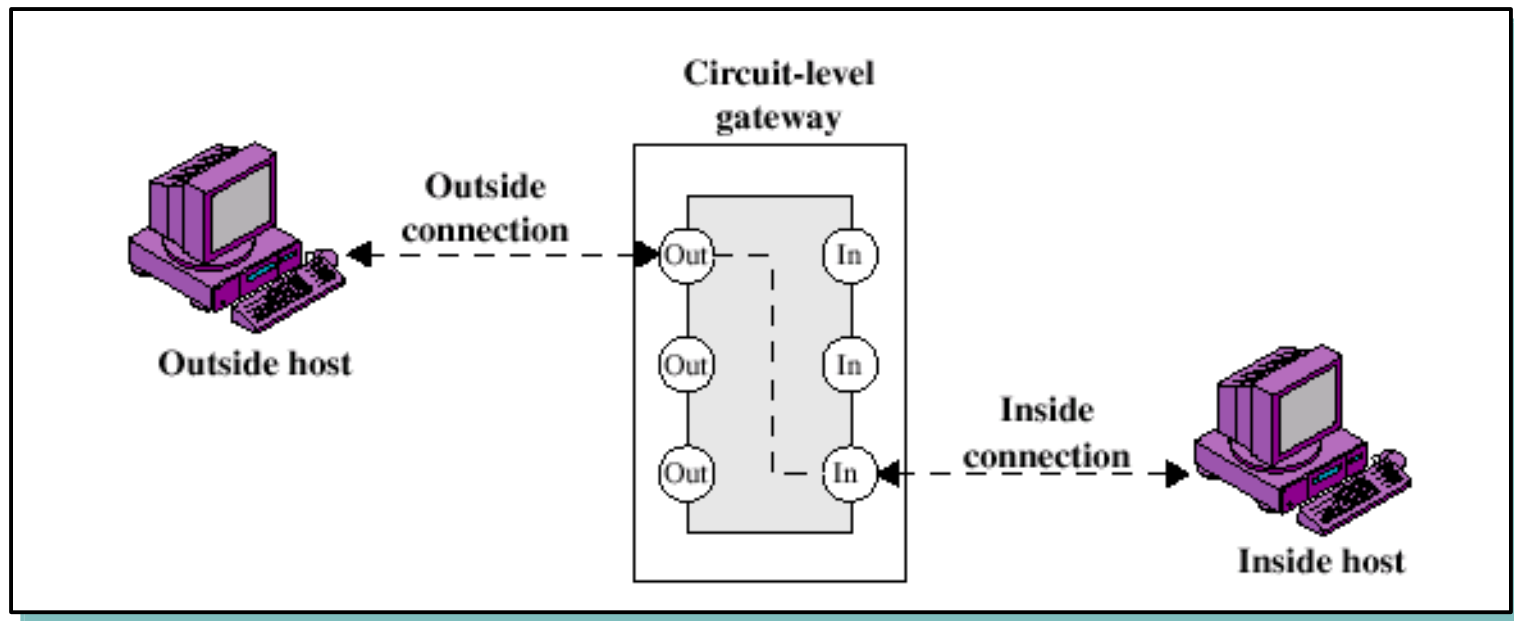 Circuit-level
gateway
Outside
connection
Out
In
Outside host
Out
In
Inside
connection
Out
In
Inside host